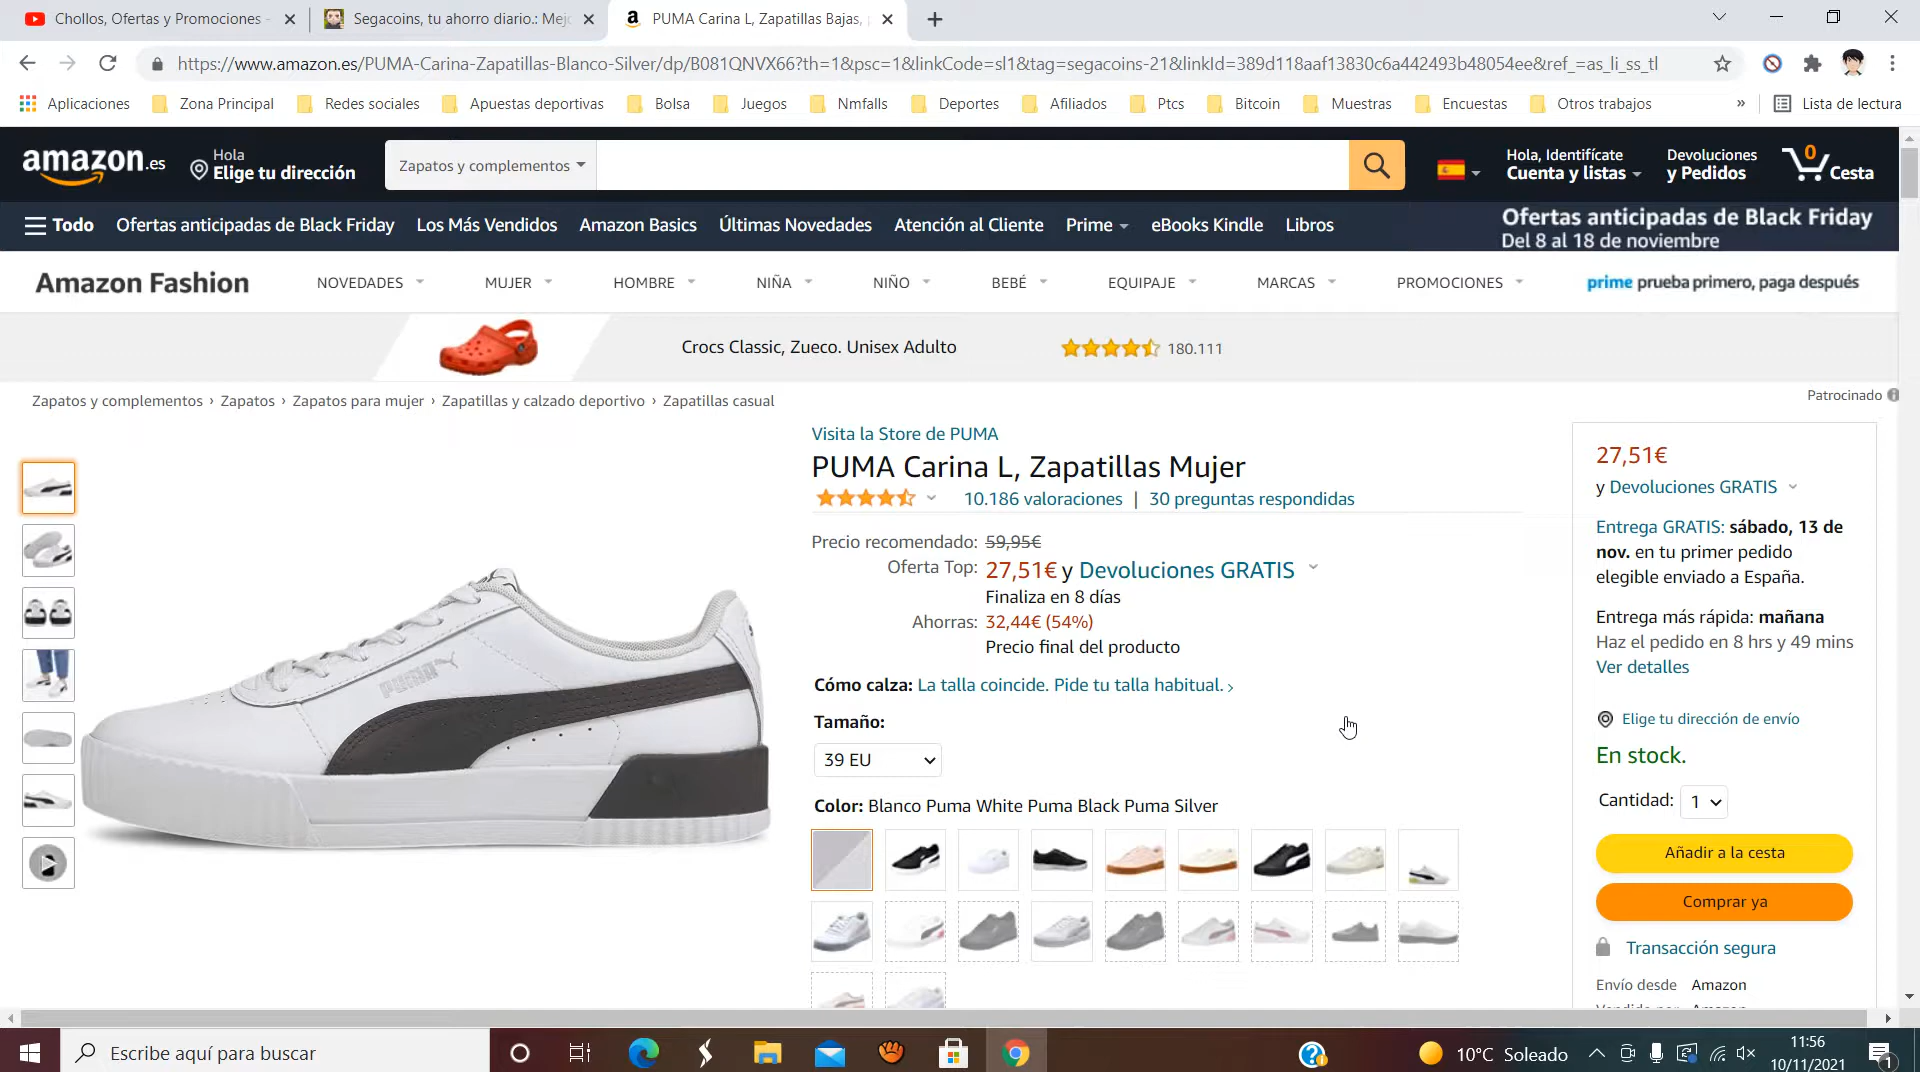 Chollos, Ofertas y Promociones -
Segacoins, tu ahorro diario.: Mej
PUMA Carina L, Zapatillas Bajas,
https://www.amazon.es/PUMA-Carina-Zapatillas-Blanco-Silver/dp/B081QNVX66?th=1&psc=1&linkCode=sl1&tag=segacoins-21&linkId=389d118aaf13830c6a442493b48054ee&ref_=as_li_ss_tl
Aplicaciones Zona Principal Redes sociales Apuestas deportivas Bolsa Juegos Nmfalls Deportes Afiliados Ptcs Bitcoin Muestras Encuestas Otros trabajos » Lista de lectura
amazon.es
Hola
Elige tu dirección
Zapatos y complementos
Hola, Identifícate
Cuenta y listas
Devoluciones
y Pedidos
0
Cesta
Todo Ofertas anticipadas de Black Friday Los Más Vendidos Amazon Basics Últimas Novedades Atención al Cliente Prime eBooks Kindle Libros
Ofertas anticipadas de Black Friday
Del 8 al 18 de noviembre
Amazon Fashion NOVEDADES MUJER HOMBRE NIÑA NIÑO BEBÉ EQUIPAJE MARCAS PROMOCIONES prime prueba primero, paga después
Crocs Classic, Zueco. Unisex Adulto 180.111
Patrocinado
Zapatos y complementos › Zapatos › Zapatos para mujer › Zapatillas y calzado deportivo › Zapatillas casual
PUMA
Visita la Store de PUMA
PUMA Carina L, Zapatillas Mujer
10.186 valoraciones | 30 preguntas respondidas
Precio recomendado: 59,95€
Oferta Top: 27,51€ y Devoluciones GRATIS
Finaliza en 8 días
Ahorras: 32,44€ (54%)
Precio final del producto
Cómo calza: La talla coincide. Pide tu talla habitual. ›
Tamaño:
39 EU
Color: Blanco Puma White Puma Black Puma Silver
27,51€
y Devoluciones GRATIS
Entrega GRATIS: sábado, 13 de
nov. en tu primer pedido
elegible enviado a España.
Entrega más rápida: mañana
Haz el pedido en 8 hrs y 49 mins
Ver detalles
Elige tu dirección de envío
En stock.
Cantidad: 1
Añadir a la cesta
Comprar ya
Transacción segura
Envío desde Amazon
Escribe aquí para buscar
10°C Soleado
11:56
10/11/2021
1